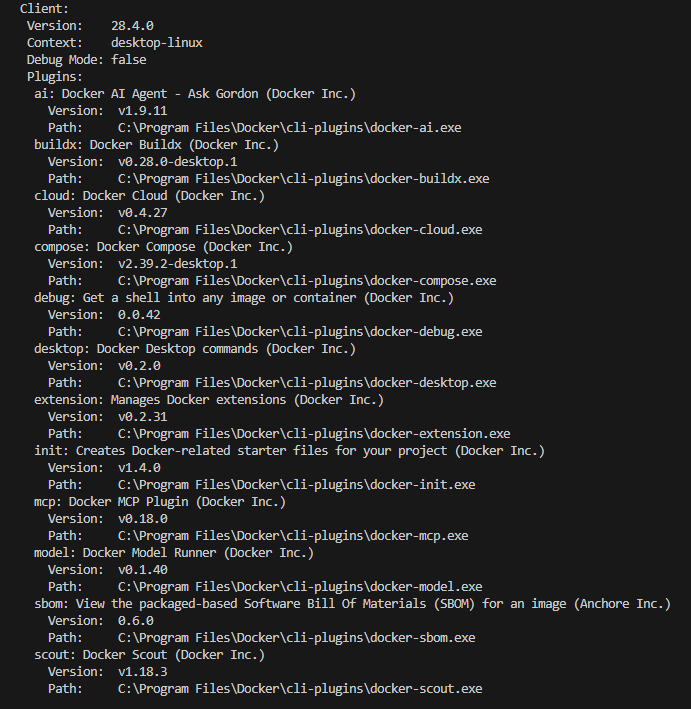 Client:
 Version:    28.4.0
 Context:    desktop-linux
 Debug Mode: false
 Plugins:
  ai: Docker AI Agent - Ask Gordon (Docker Inc.)
    Version:  v1.9.11
    Path:     C:\Program Files\Docker\cli-plugins\docker-ai.exe
  buildx: Docker Buildx (Docker Inc.)
    Version:  v0.28.0-desktop.1
    Path:     C:\Program Files\Docker\cli-plugins\docker-buildx.exe
  cloud: Docker Cloud (Docker Inc.)
    Version:  v0.4.27
    Path:     C:\Program Files\Docker\cli-plugins\docker-cloud.exe
  compose: Docker Compose (Docker Inc.)
    Version:  v2.39.2-desktop.1
    Path:     C:\Program Files\Docker\cli-plugins\docker-compose.exe
  debug: Get a shell into any image or container (Docker Inc.)
    Version:  0.0.42
    Path:     C:\Program Files\Docker\cli-plugins\docker-debug.exe
  desktop: Docker Desktop commands (Docker Inc.)
    Version:  v0.2.0
    Path:     C:\Program Files\Docker\cli-plugins\docker-desktop.exe
  extension: Manages Docker extensions (Docker Inc.)
    Version:  v0.2.31
    Path:     C:\Program Files\Docker\cli-plugins\docker-extension.exe
  init: Creates Docker-related starter files for your project (Docker Inc.)
    Version:  v1.4.0
    Path:     C:\Program Files\Docker\cli-plugins\docker-init.exe
  mcp: Docker MCP Plugin (Docker Inc.)
    Version:  v0.18.0
    Path:     C:\Program Files\Docker\cli-plugins\docker-mcp.exe
  model: Docker Model Runner (Docker Inc.)
    Version:  v0.1.40
    Path:     C:\Program Files\Docker\cli-plugins\docker-model.exe
  sbom: View the packaged-based Software Bill Of Materials (SBOM) for an image (Anchore Inc.)
    Version:  0.6.0
    Path:     C:\Program Files\Docker\cli-plugins\docker-sbom.exe
  scout: Docker Scout (Docker Inc.)
    Version:  v1.18.3
    Path:     C:\Program Files\Docker\cli-plugins\docker-scout.exe